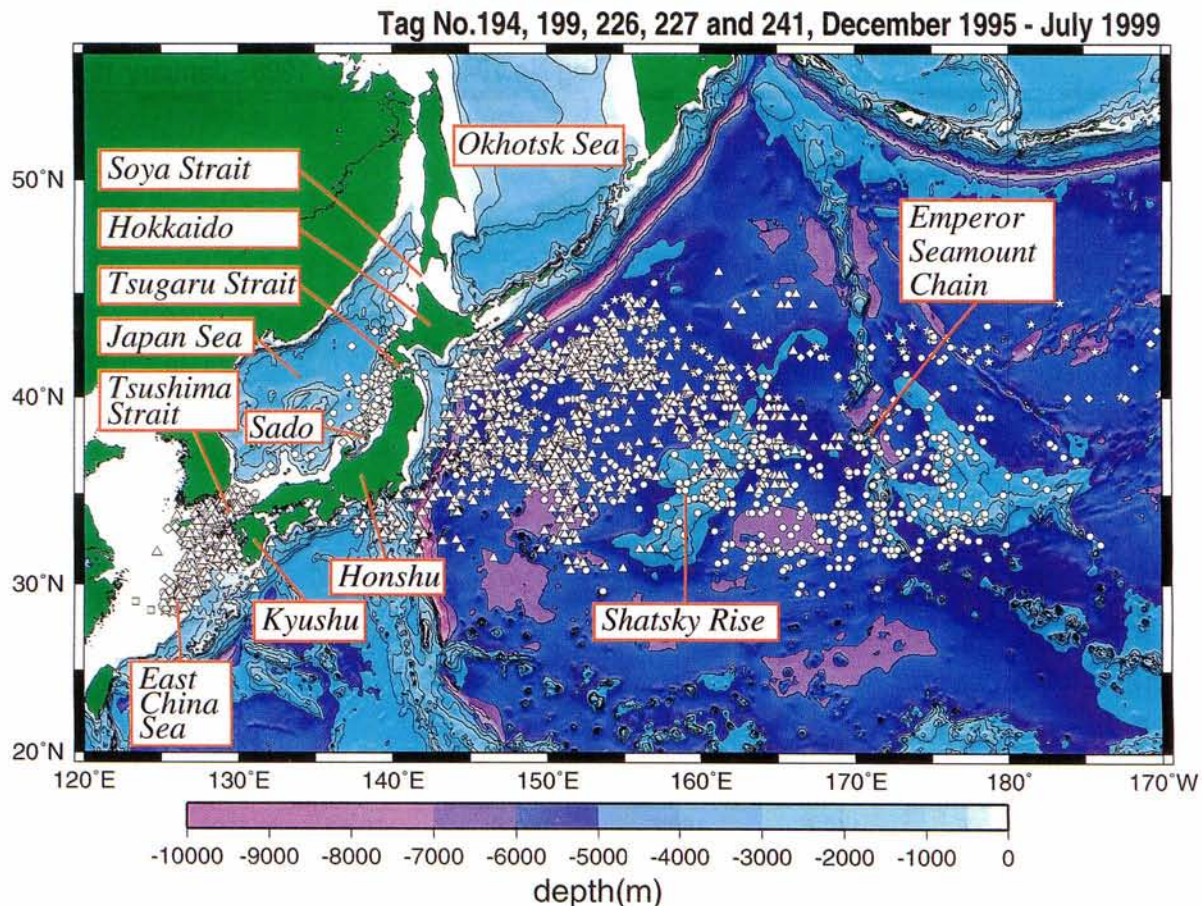 Tag No.194, 199, 226, 227 and 241, December 1995 - July 1999
Okhotsk Sea
Soya Strait
Hokkaido
Tsugaru Strait
Japan Sea
Tsushima
Strait
Sado
Emperor
Seamount
Chain
Honshu
Kyushu
Shatsky Rise
East
China
Sea
50°N
40°N
30°N
20°N
120°E 130°E 140°E 150°E 160°E 170°E 180° 170°W
-10000 -9000 -8000 -7000 -6000 -5000 -4000 -3000 -2000 -1000 0
depth(m)